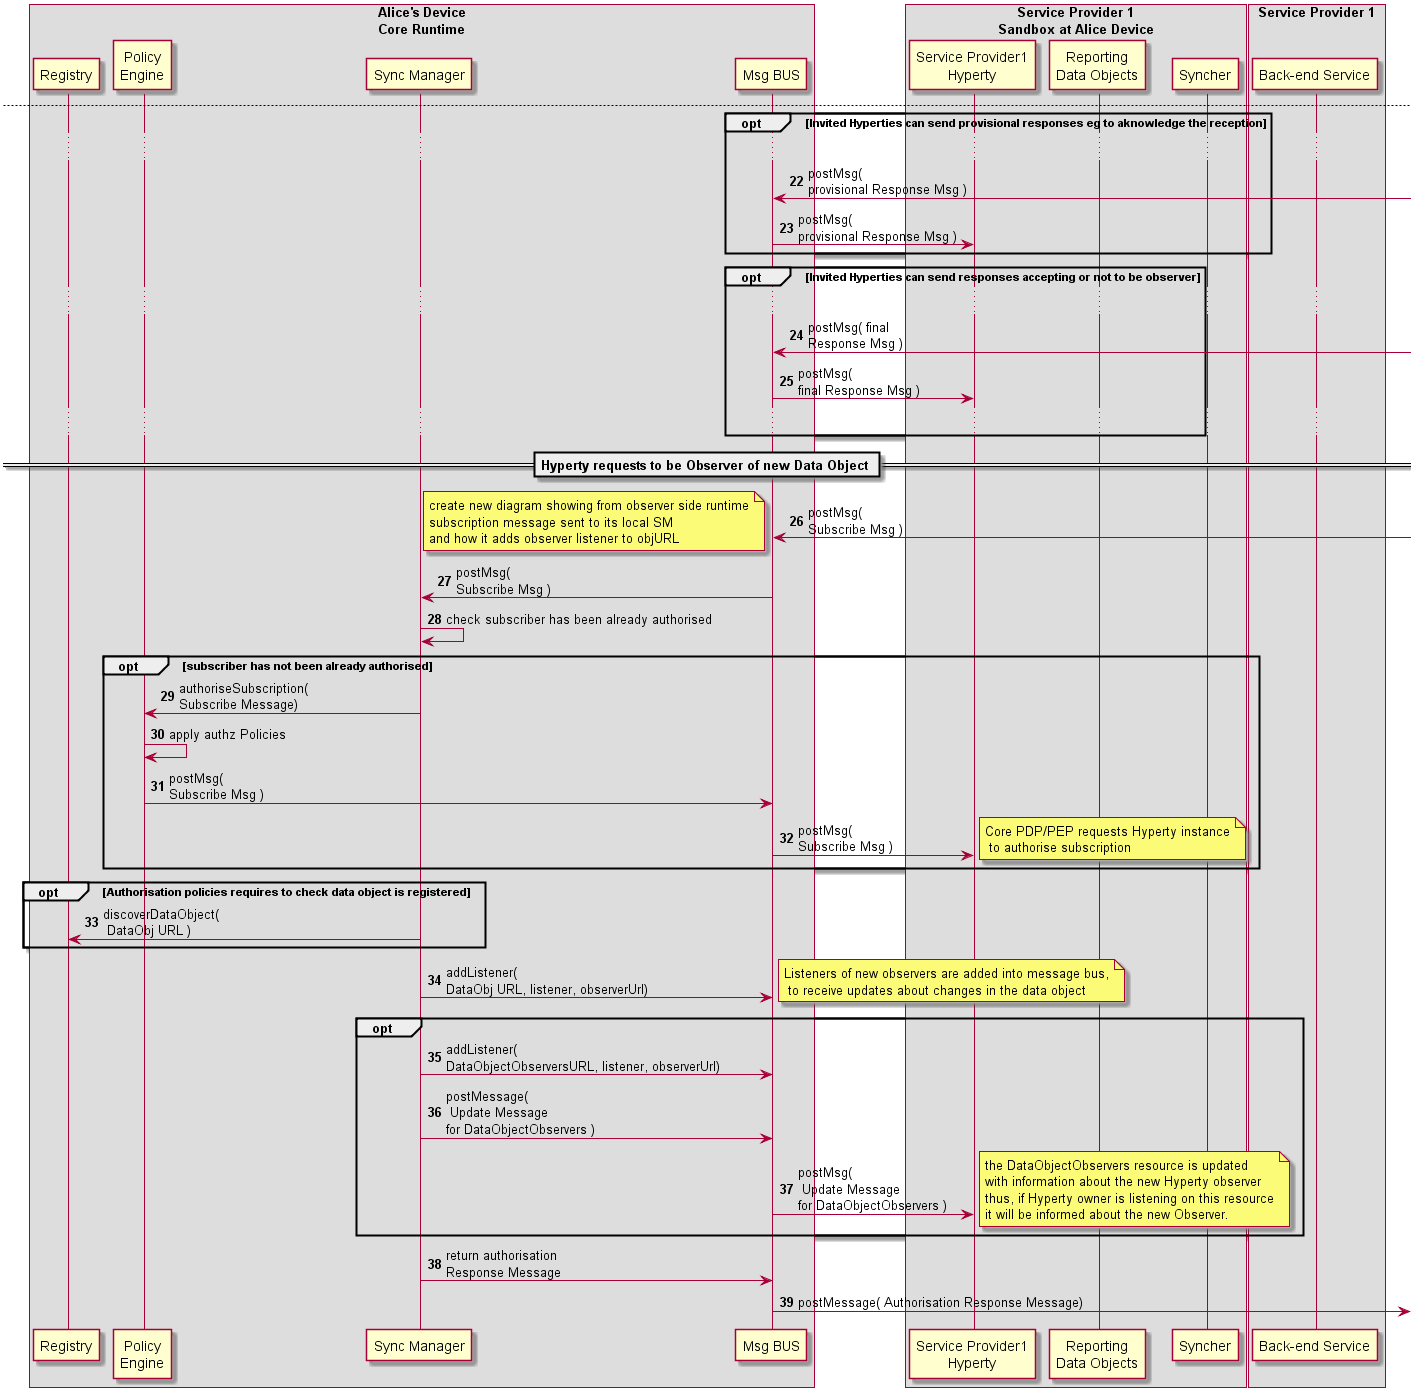 Alice's Device
Core Runtime
Service Provider 1
Sandbox at Alice Device
Service Provider 1
Registry
Policy
Engine
Sync Manager
Msg BUS
Service Provider1
Hyperty
Reporting
Data Objects
Syncher
Back-end Service
opt [Invited Hyperties can send provisional responses eg to aknowledge the reception]
22 postMsg(
provisional Response Msg )
23 postMsg(
provisional Response Msg )
opt [Invited Hyperties can send responses accepting or not to be observer]
24 postMsg( final
Response Msg )
25 postMsg(
final Response Msg )
Hyperty requests to be Observer of new Data Object
create new diagram showing from observer side runtime
subscription message sent to its local SM
and how it adds observer listener to objURL
26 postMsg(
Subscribe Msg )
27 postMsg(
Subscribe Msg )
28 check subscriber has been already authorised
opt [subscriber has not been already authorised]
29 authoriseSubscription(
Subscribe Message)
30 apply authz Policies
31 postMsg(
Subscribe Msg )
32 postMsg(
Subscribe Msg )
Core PDP/PEP requests Hyperty instance
to authorise subscription
opt [Authorisation policies requires to check data object is registered]
33 discoverDataObject(
DataObj URL )
34 addListener(
DataObj URL, listener, observerUrl)
Listeners of new observers are added into message bus,
to receive updates about changes in the data object
opt
35 addListener(
DataObjectObserversURL, listener, observerUrl)
36 postMessage(
Update Message
for DataObjectObservers )
37 postMsg(
Update Message
for DataObjectObservers )
the DataObjectObservers resource is updated
with information about the new Hyperty observer
thus, if Hyperty owner is listening on this resource
it will be informed about the new Observer.
38 return authorisation
Response Message
39 postMessage( Authorisation Response Message)
Registry
Policy
Engine
Sync Manager
Msg BUS
Service Provider1
Hyperty
Reporting
Data Objects
Syncher
Back-end Service